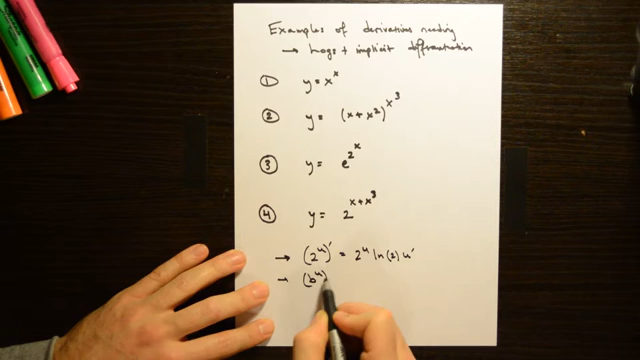 Examples of derivatives needing
→ Logs + implicit diffrentiation
① y = x^x
② y = (x + x²)^x³
③ y = e^2^x
④ y = 2^x + x³
→ (2^u)' = 2^u ln(2) u'
→ (b^u)